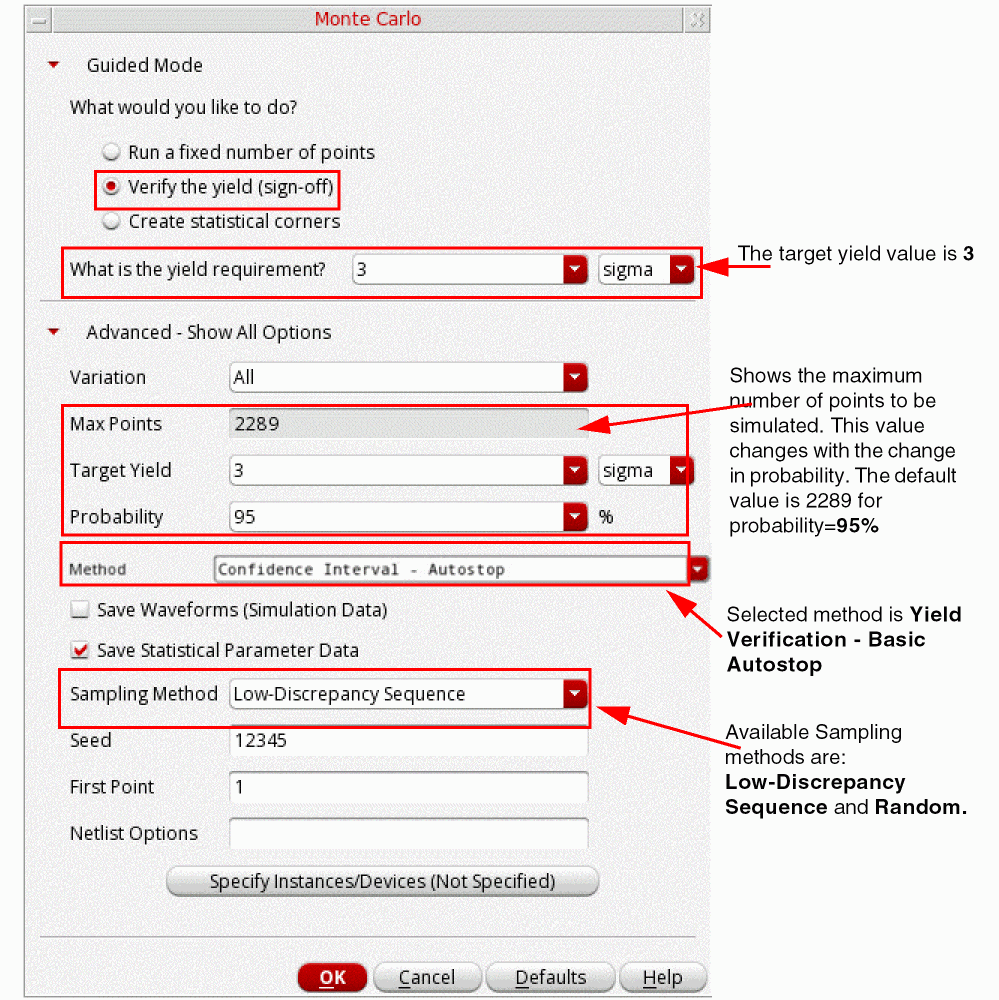 Monte Carlo
Guided Mode
What would you like to do?
Run a fixed number of points
Verify the yield (sign-off)
Create statistical corners
What is the yield requirement? 3 sigma
The target yield value is 3
Advanced - Show All Options
Variation All
Max Points 2289
Target Yield 3 sigma
Probability 95 %
Shows the maximum
number of points to be
simulated. This value
changes with the change
in probability. The default
value is 2289 for
probability=95%
Method Confidence Interval - Autostop
Save Waveforms (Simulation Data)
Save Statistical Parameter Data
Selected method is Yield
Verification - Basic
Autostop
Sampling Method Low-Discrepancy Sequence
Seed 12345
First Point 1
Netlist Options
Available Sampling
methods are:
Low-Discrepancy
Sequence and Random.
Specify Instances/Devices (Not Specified)
OK Cancel Defaults Help